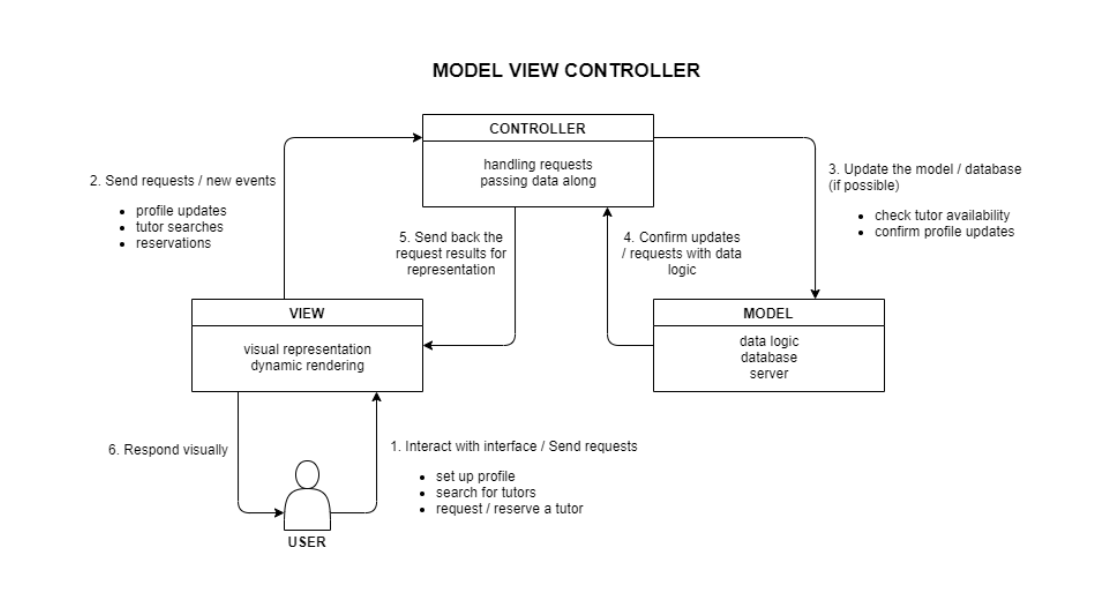 MODEL VIEW CONTROLLER
CONTROLLER
handling requests
passing data along
2. Send requests / new events
• profile updates
• tutor searches
• reservations
3. Update the model / database
(if possible)
• check tutor availability
• confirm profile updates
5. Send back the
request results for
representation
4. Confirm updates
/ requests with data
logic
VIEW
visual representation
dynamic rendering
MODEL
data logic
database
server
6. Respond visually
1. Interact with interface / Send requests
• set up profile
• search for tutors
• request / reserve a tutor
USER